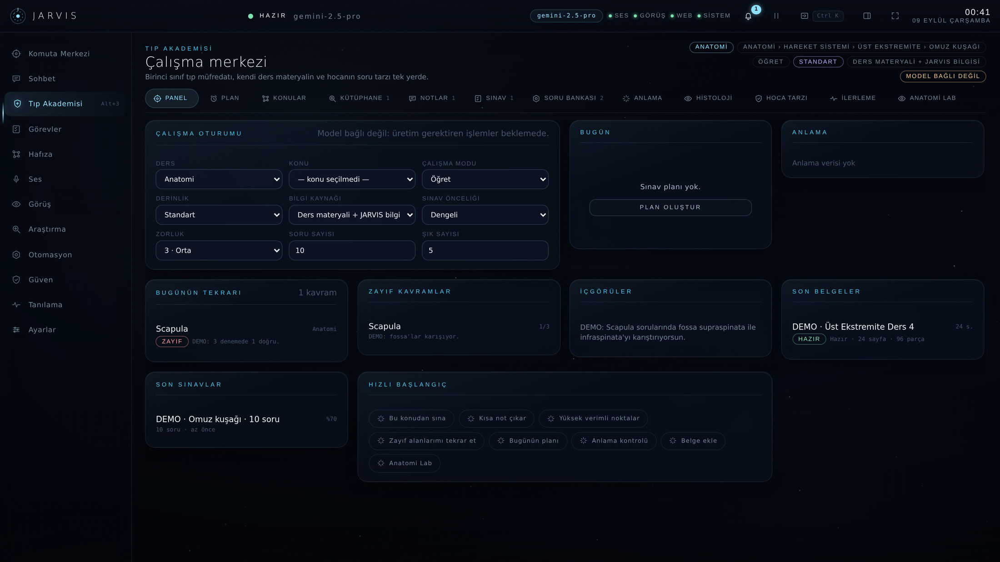 JARVIS
HAZIR gemini-2.5-pro
gemini-2.5-pro SES GÖRÜŞ WEB SİSTEM
1
Ctrl K
00:41
09 EYLÜL ÇARŞAMBA
Komuta Merkezi
Sohbet
Tıp Akademisi Alt+3
Görevler
Hafıza
Ses
Görüş
Araştırma
Otomasyon
Güven
Tanılama
Ayarlar
TIP AKADEMİSİ
Çalışma merkezi
Birinci sınıf tıp müfredatı, kendi ders materyalin ve hocanın soru tarzı tek yerde.
ANATOMİ ANATOMİ › HAREKET SİSTEMİ › ÜST EKSTREMİTE › OMUZ KUŞAĞI
ÖĞRET STANDART DERS MATERYALİ + JARVIS BİLGİSİ
MODEL BAĞLI DEĞİL
PANEL PLAN KONULAR KÜTÜPHANE 1 NOTLAR 1 SINAV 1 SORU BANKASI 2 ANLAMA HİSTOLOJİ HOCA TARZI İLERLEME ANATOMİ LAB
ÇALIŞMA OTURUMU Model bağlı değil: üretim gerektiren işlemler beklemede.
DERS KONU ÇALIŞMA MODU
Anatomi — konu seçilmedi — Öğret
DERİNLİK BİLGİ KAYNAĞI SINAV ÖNCELİĞİ
Standart Ders materyali + JARVIS bilgi Dengeli
ZORLUK SORU SAYISI ŞIK SAYISI
3 · Orta 10 5
BUGÜN
Sınav planı yok.
PLAN OLUŞTUR
ANLAMA
Anlama verisi yok
BUGÜNÜN TEKRARI 1 kavram
Scapula Anatomi
ZAYIF DEMO: 3 denemede 1 doğru.
ZAYIF KAVRAMLAR
Scapula 1/3
DEMO: fossa'lar karışıyor.
İÇGÖRÜLER
DEMO: Scapula sorularında fossa supraspinata ile
infraspinata'yı karıştırıyorsun.
SON BELGELER
DEMO · Üst Ekstremite Ders 4 24 s.
HAZIR Hazır · 24 sayfa · 96 parça
SON SINAVLAR
DEMO · Omuz kuşağı · 10 soru %70
10 soru · az önce
HIZLI BAŞLANGIÇ
Bu konudan sına Kısa not çıkar Yüksek verimli noktalar
Zayıf alanlarımı tekrar et Bugünün planı Anlama kontrolü Belge ekle
Anatomi Lab